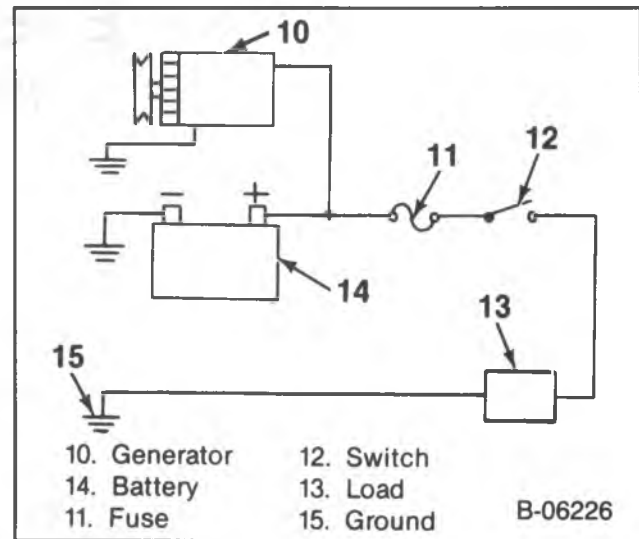 10
11
12
− +
14
13
15
10. Generator
12. Switch
14. Battery
13. Load
11. Fuse
15. Ground
B-06226